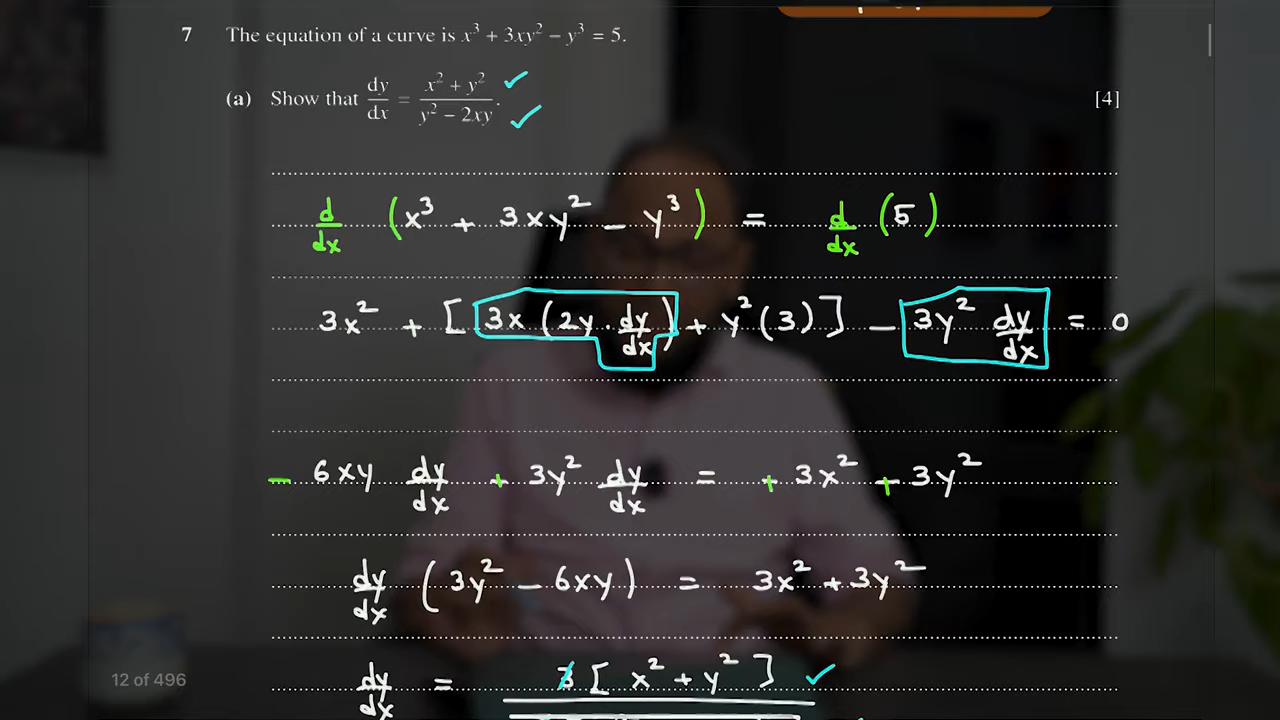 7 The equation of a curve is x³ + 3xy² − y³ = 5.
(a) Show that dy/dx = (x² + y²)/(y² − 2xy). [4]
d/dx (x³ + 3xy² − y³) = d/dx (5)
3x² + [3x (2y · dy/dx) + y²(3)] − 3y² dy/dx = 0
− 6xy dy/dx + 3y² dy/dx = + 3x² + 3y²
dy/dx (3y² − 6xy) = 3x² + 3y²
dy/dx = 3 [x² + y²]
12 of 496